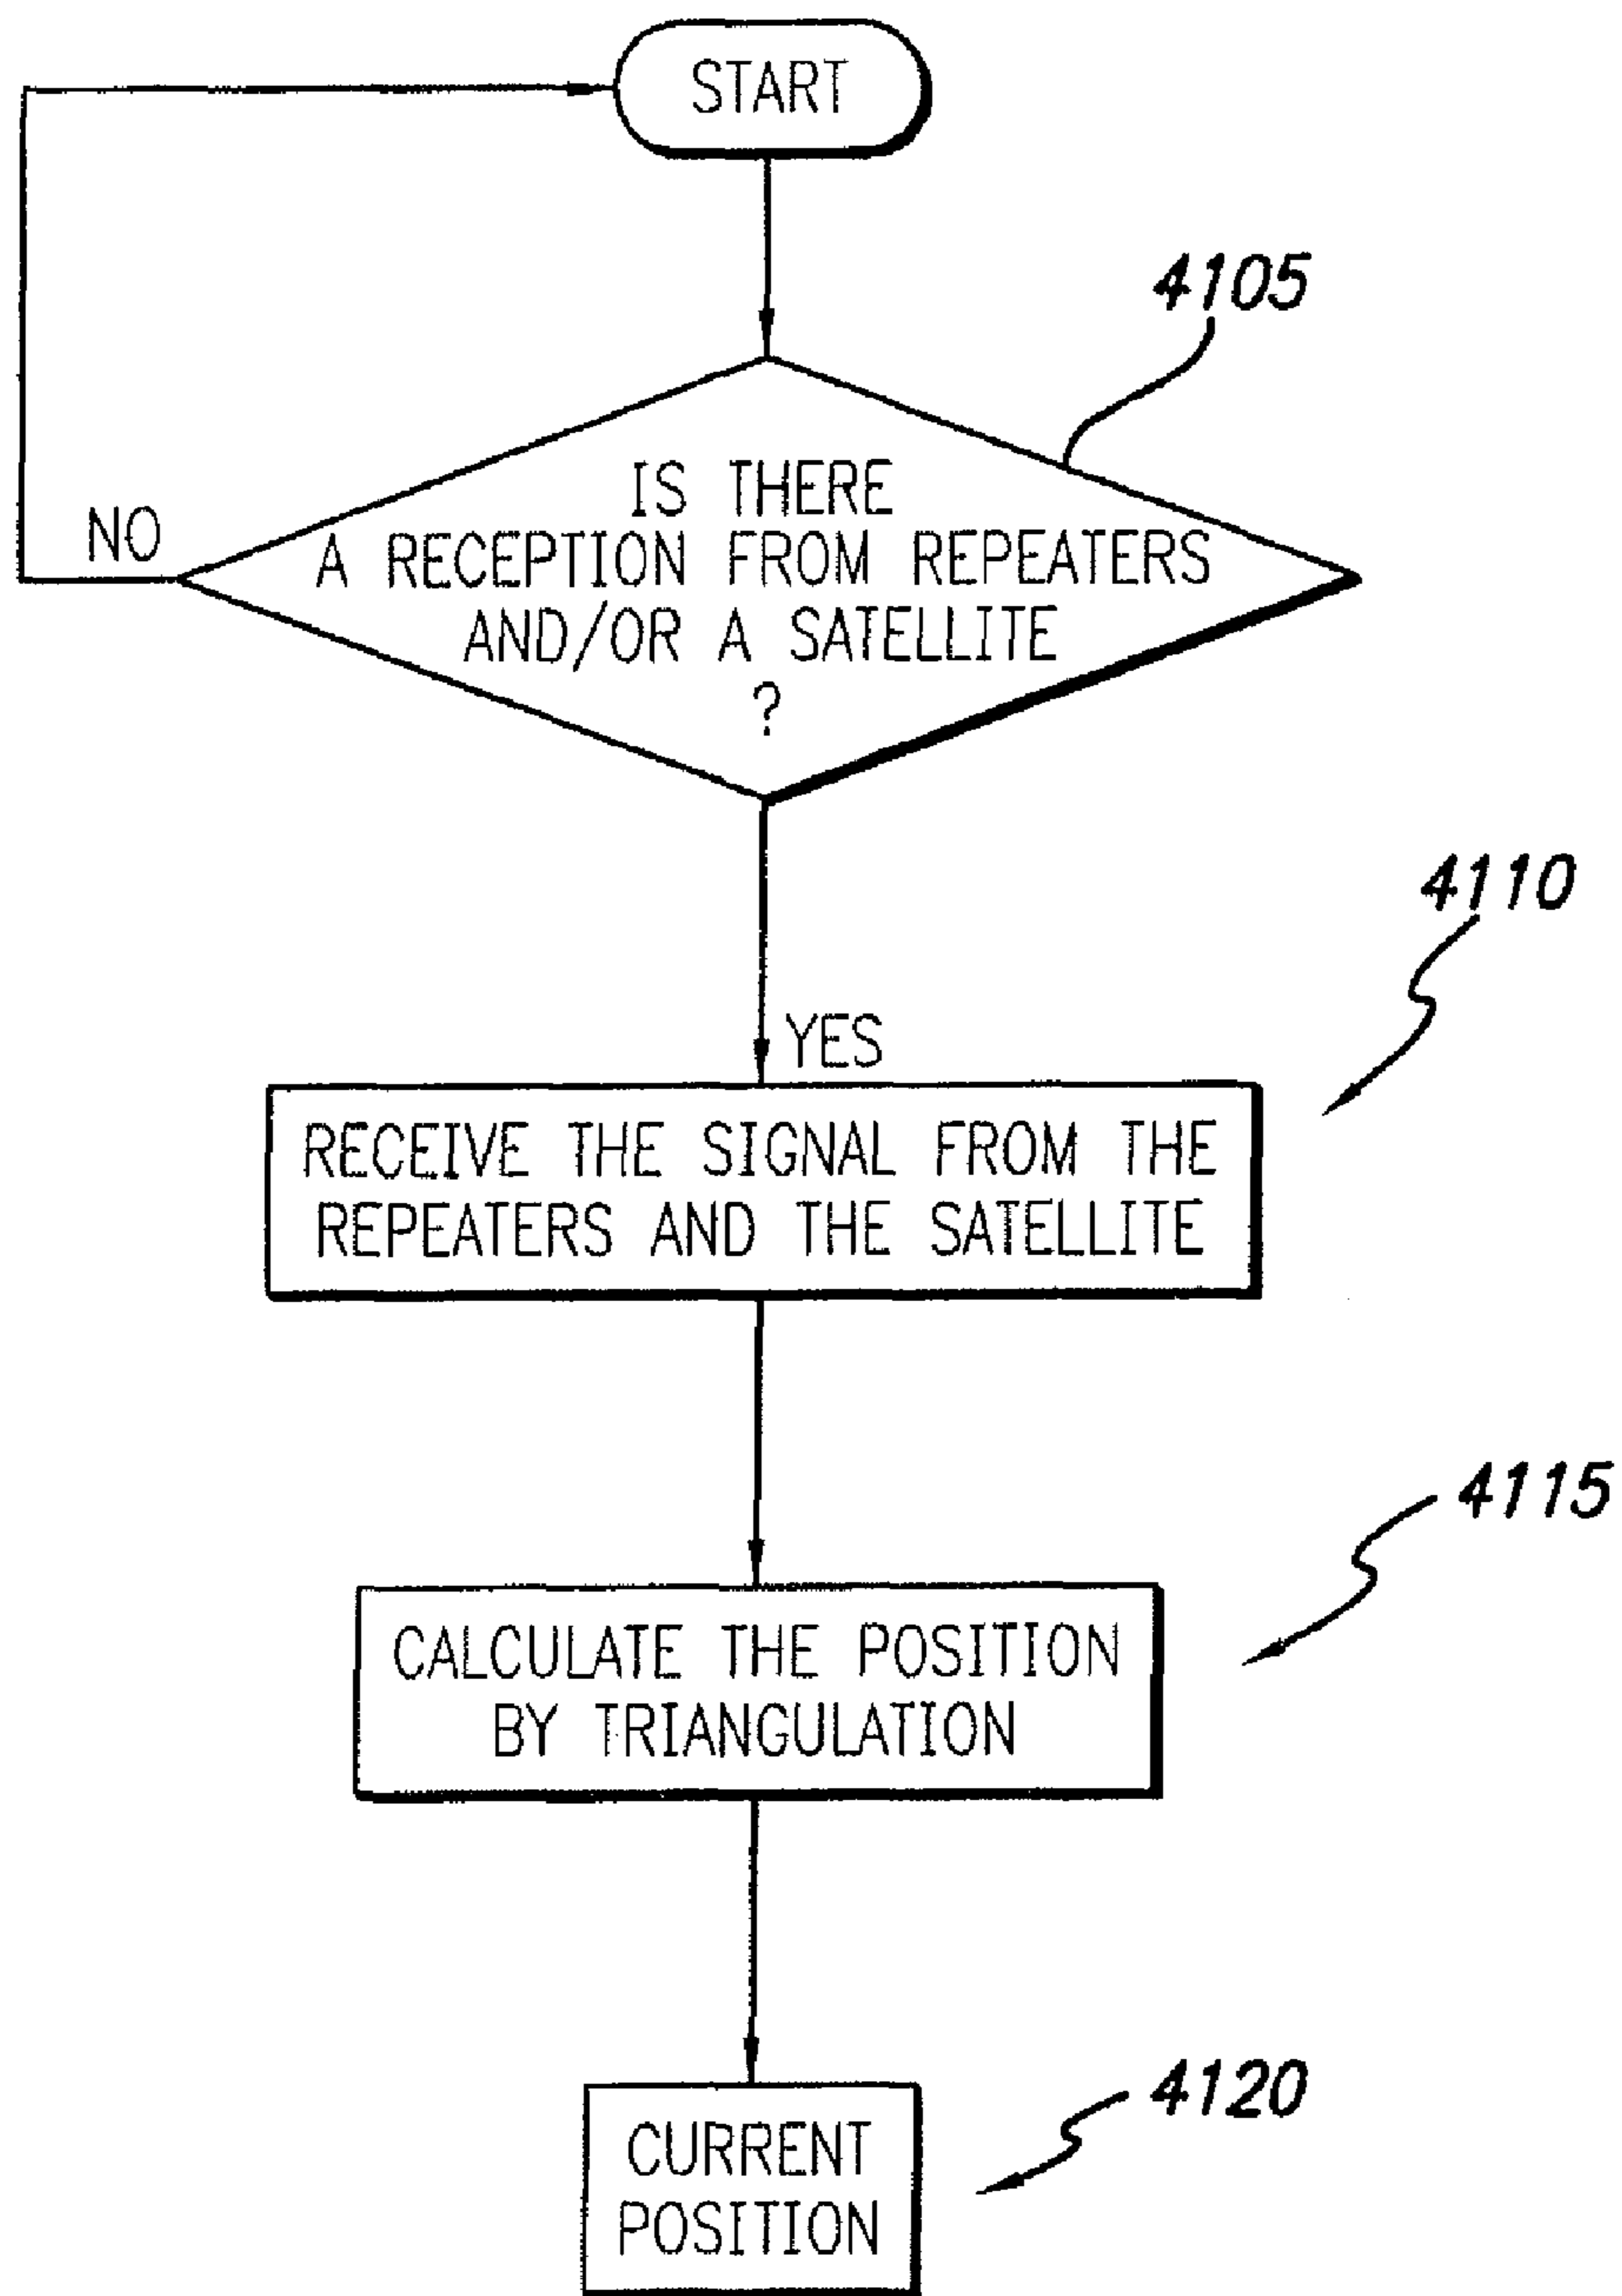 START
4105
IS THERE
A RECEPTION FROM REPEATERS
AND/OR A SATELLITE
?
NO
4110
YES
RECEIVE THE SIGNAL FROM THE
REPEATERS AND THE SATELLITE
4115
CALCULATE THE POSITION
BY TRIANGULATION
4120
CURRENT
POSITION